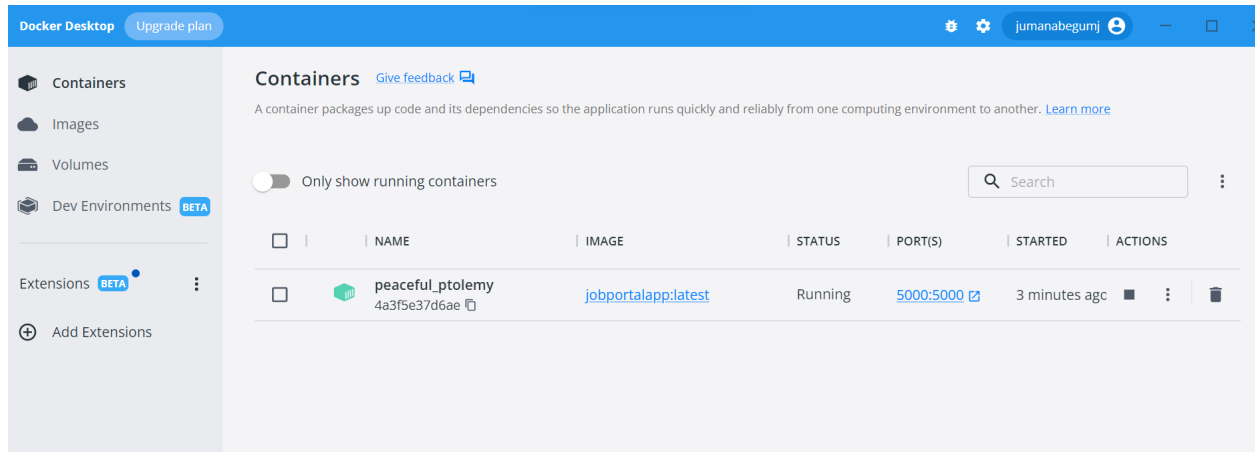 Docker Desktop Upgrade plan jumanabegumj
Containers
Images
Volumes
Dev Environments BETA
Extensions BETA
Add Extensions
Containers Give feedback
A container packages up code and its dependencies so the application runs quickly and reliably from one computing environment to another. Learn more
Only show running containers Search
NAME IMAGE STATUS PORT(S) STARTED ACTIONS
peaceful_ptolemy
4a3f5e37d6ae
jobportalapp:latest Running 5000:5000 3 minutes ago